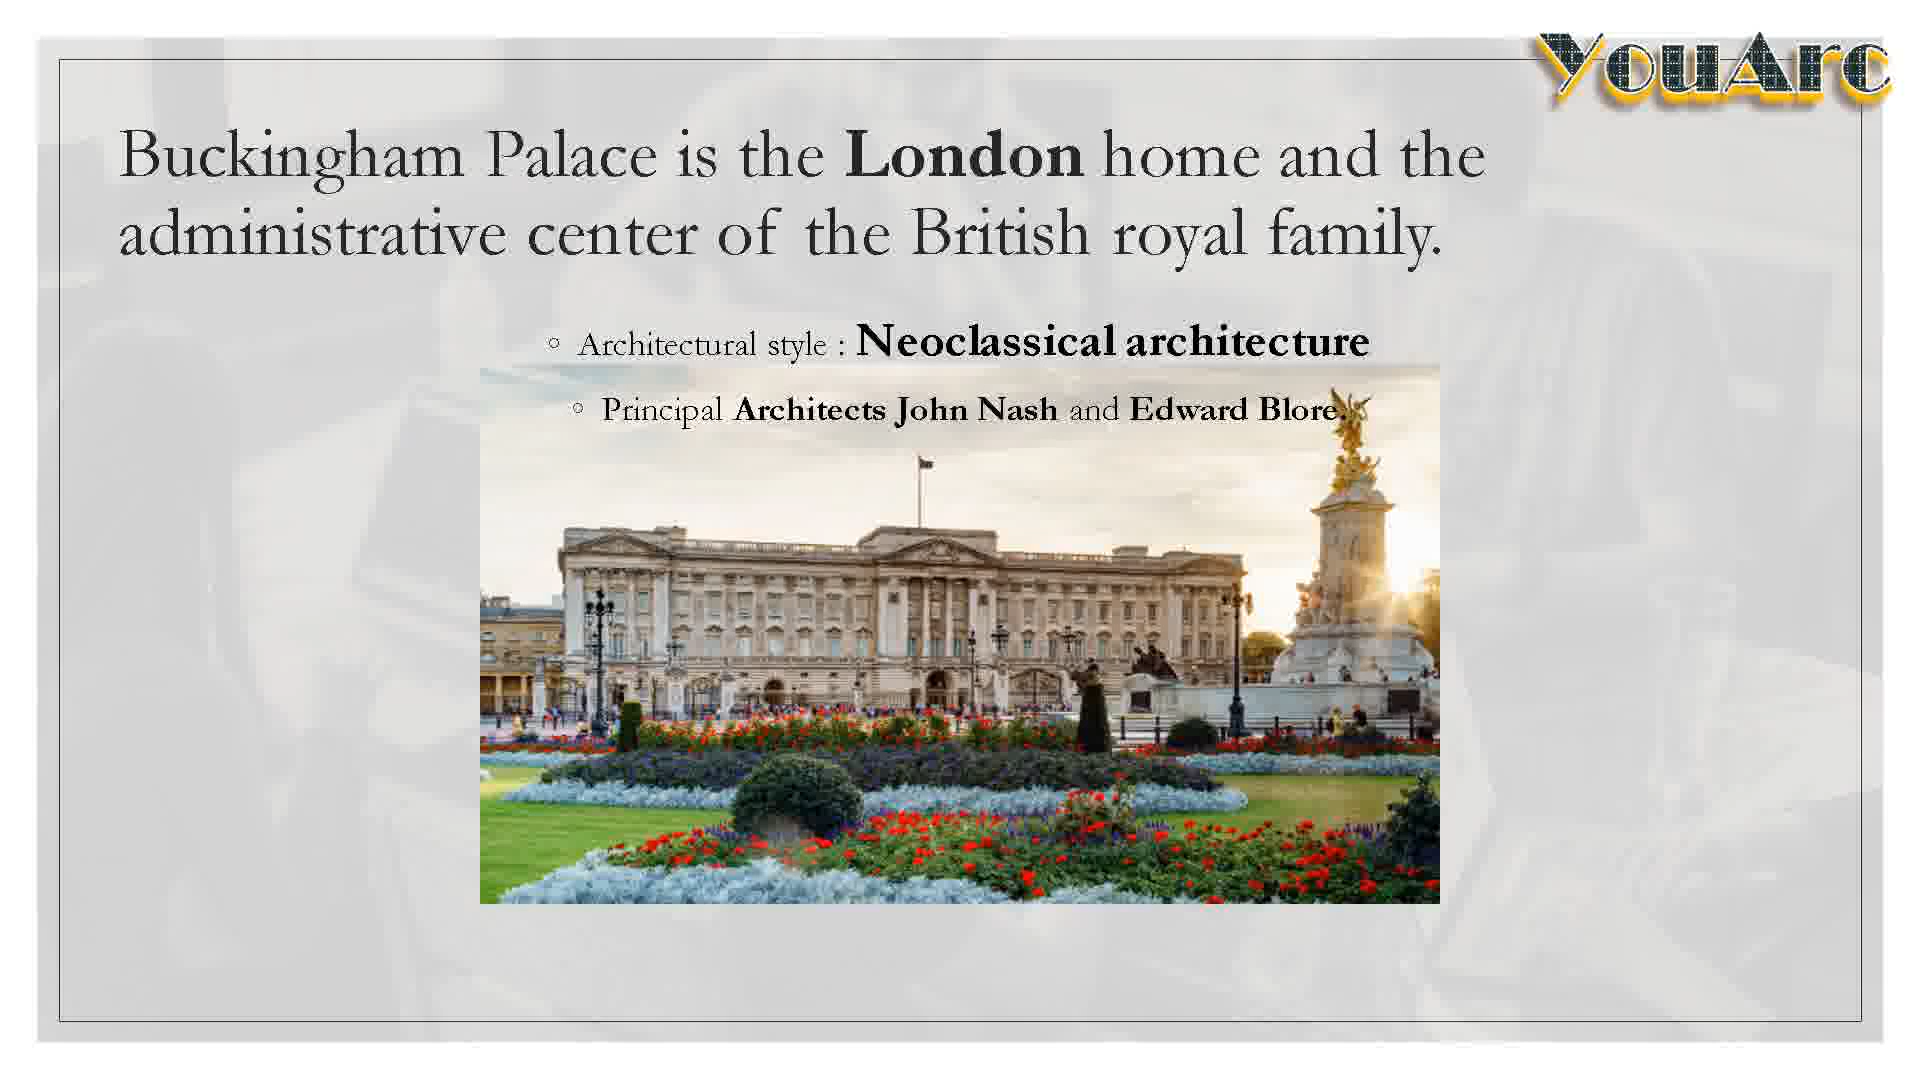 YouArc
Buckingham Palace is the London home and the
administrative center of the British royal family.
◦ Architectural style : Neoclassical architecture
◦ Principal Architects John Nash and Edward Blore.